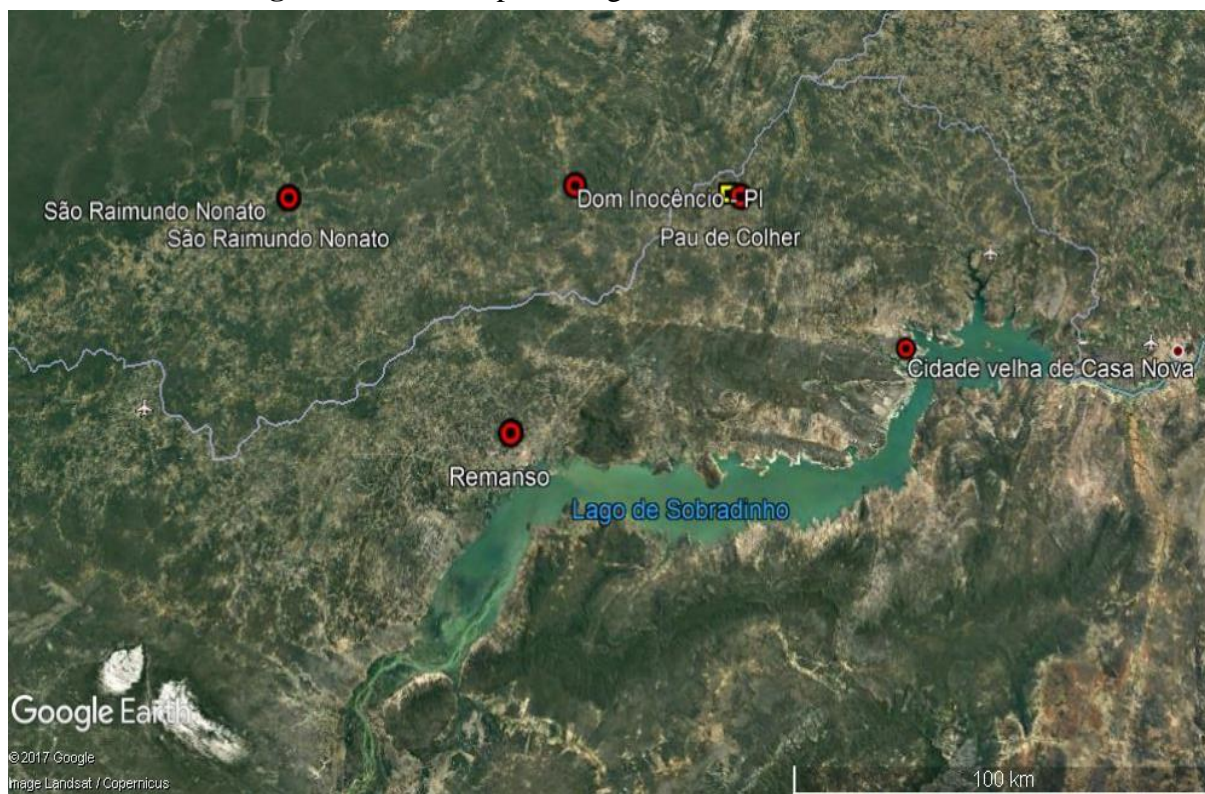 São Raimundo Nonato
São Raimundo Nonato
Dom Inocêncio - PI
Pau de Colher
Cidade velha de Casa Nova
Remanso
Lago de Sobradinho
Google Earth
© 2017 Google
Image Landsat / Copernicus
100 km